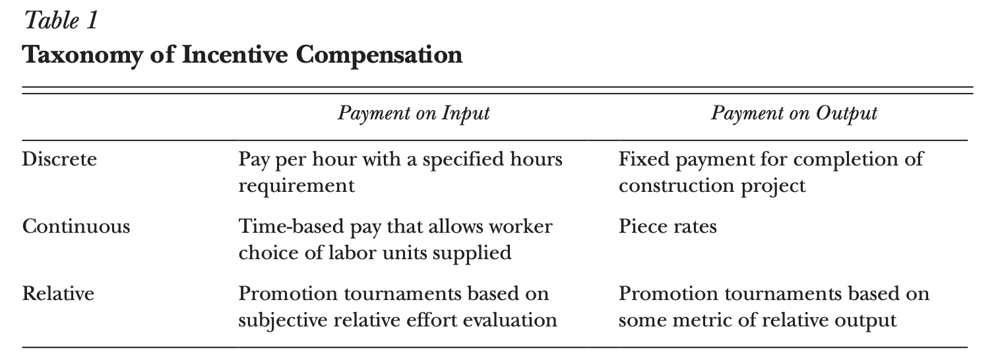 Table 1
Taxonomy of Incentive Compensation
Payment on Input Payment on Output
Discrete Pay per hour with a specified hours Fixed payment for completion of
requirement construction project
Continuous Time-based pay that allows worker Piece rates
choice of labor units supplied
Relative Promotion tournaments based on Promotion tournaments based on
subjective relative effort evaluation some metric of relative output